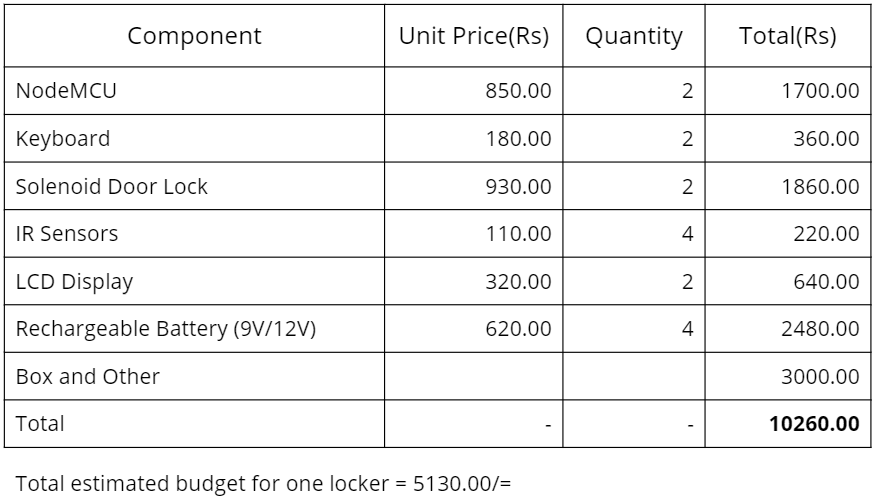 Component Unit Price(Rs) Quantity Total(Rs)
NodeMCU 850.00 2 1700.00
Keyboard 180.00 2 360.00
Solenoid Door Lock 930.00 2 1860.00
IR Sensors 110.00 4 220.00
LCD Display 320.00 2 640.00
Rechargeable Battery (9V/12V) 620.00 4 2480.00
Box and Other 3000.00
Total - - 10260.00
Total estimated budget for one locker = 5130.00/=